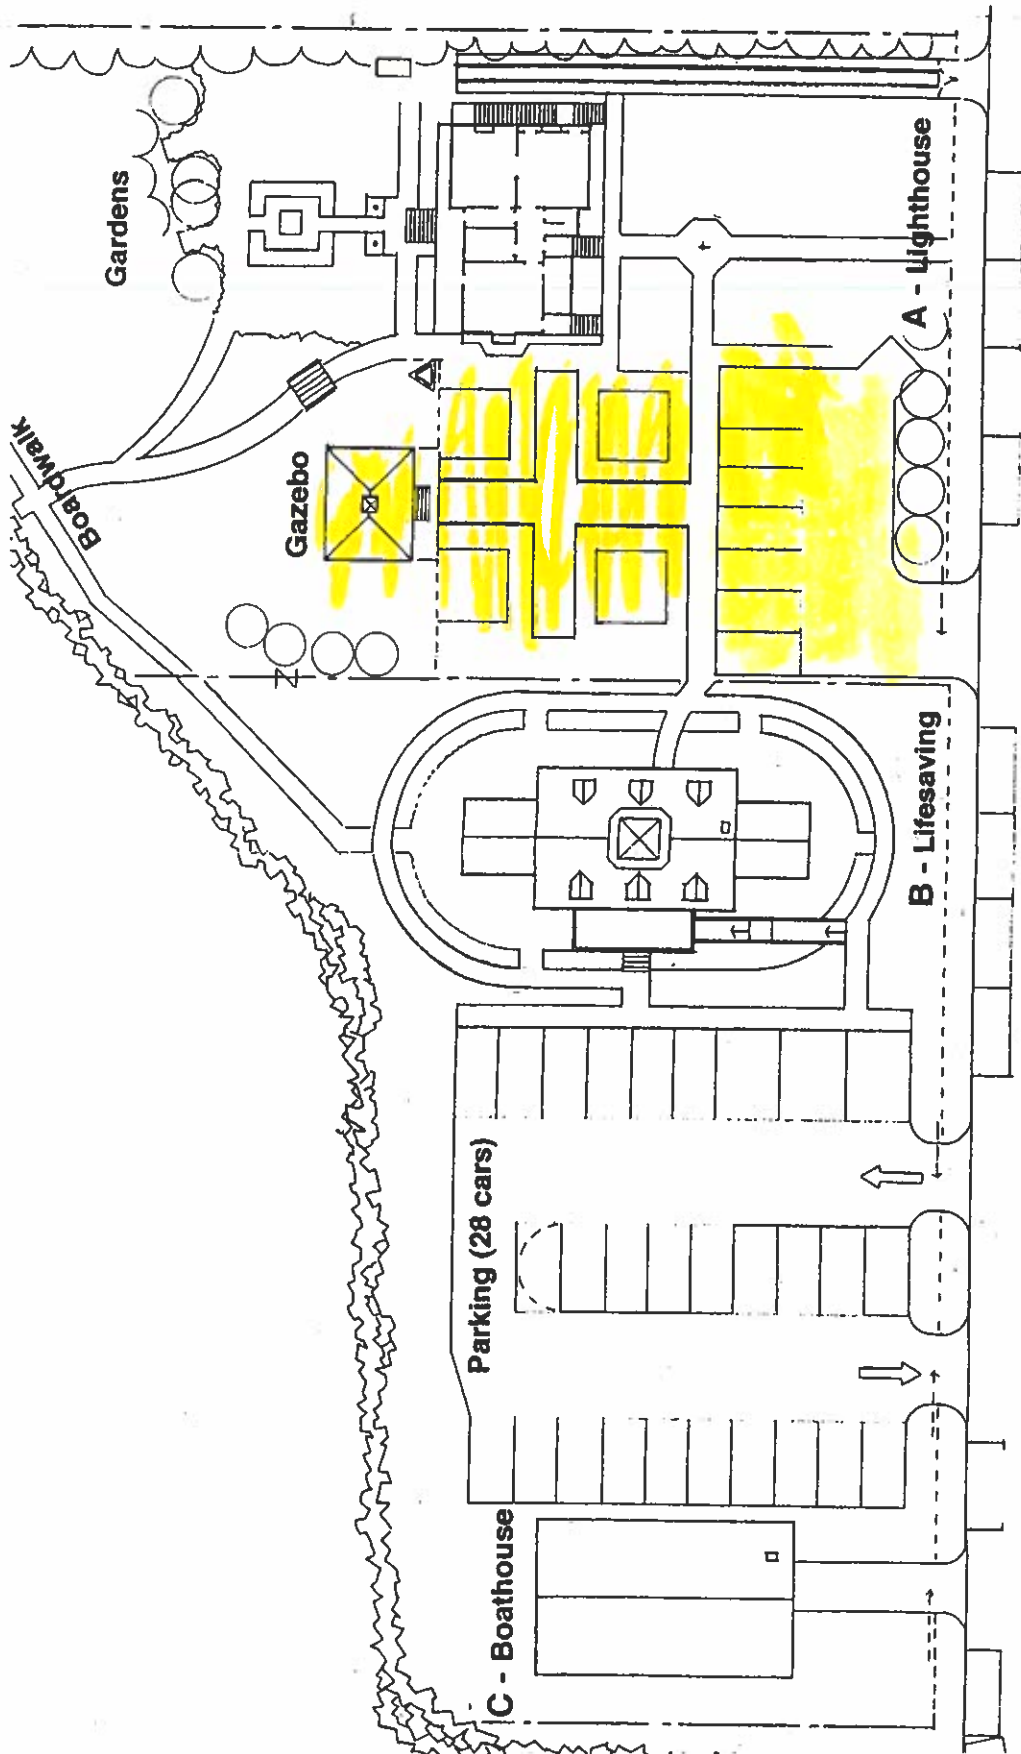 Gardens
Boardwalk
Gazebo
A - Lighthouse
B - Lifesaving
Parking (28 cars)
C - Boathouse